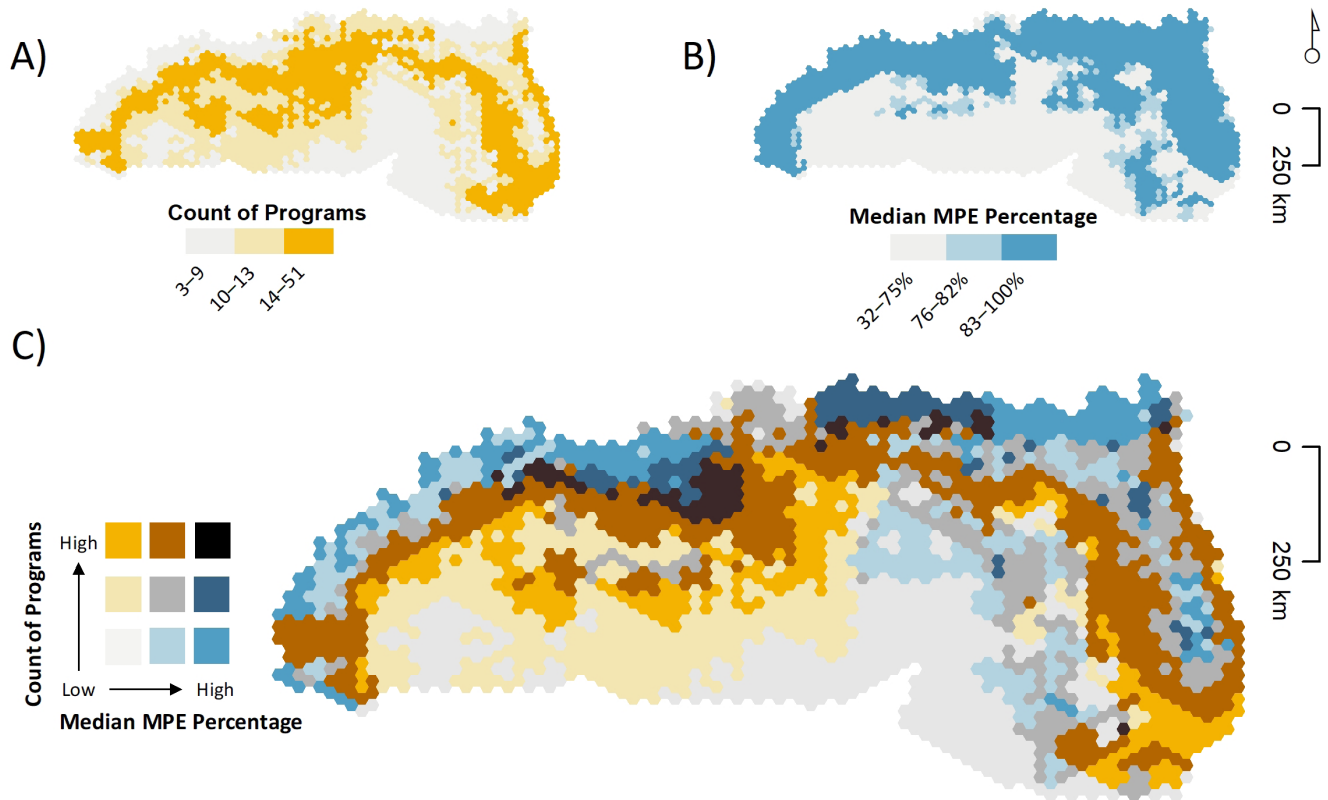 A)
B)
0
250 km
Count of Programs
3–9
10–13
14–51
Median MPE Percentage
32–75%
76–82%
83–100%
C)
0
250 km
Count of Programs
High
Low
High
Median MPE Percentage